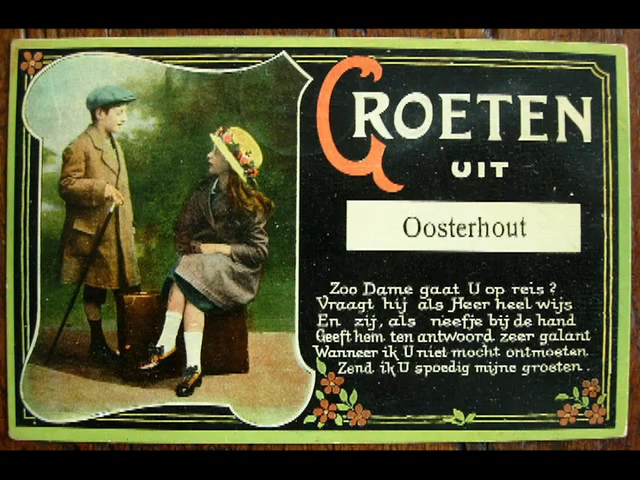 GROETEN
UIT
Oosterhout
Zoo Dame gaat U op reis?
Vraagt hij als Heer heel wijs
En zij, als neefje bij de hand
Geeft hem ten antwoord zeer galant
Wanneer ik U niet mocht ontmoeten
Zend ik U spoedig mijne groeten.